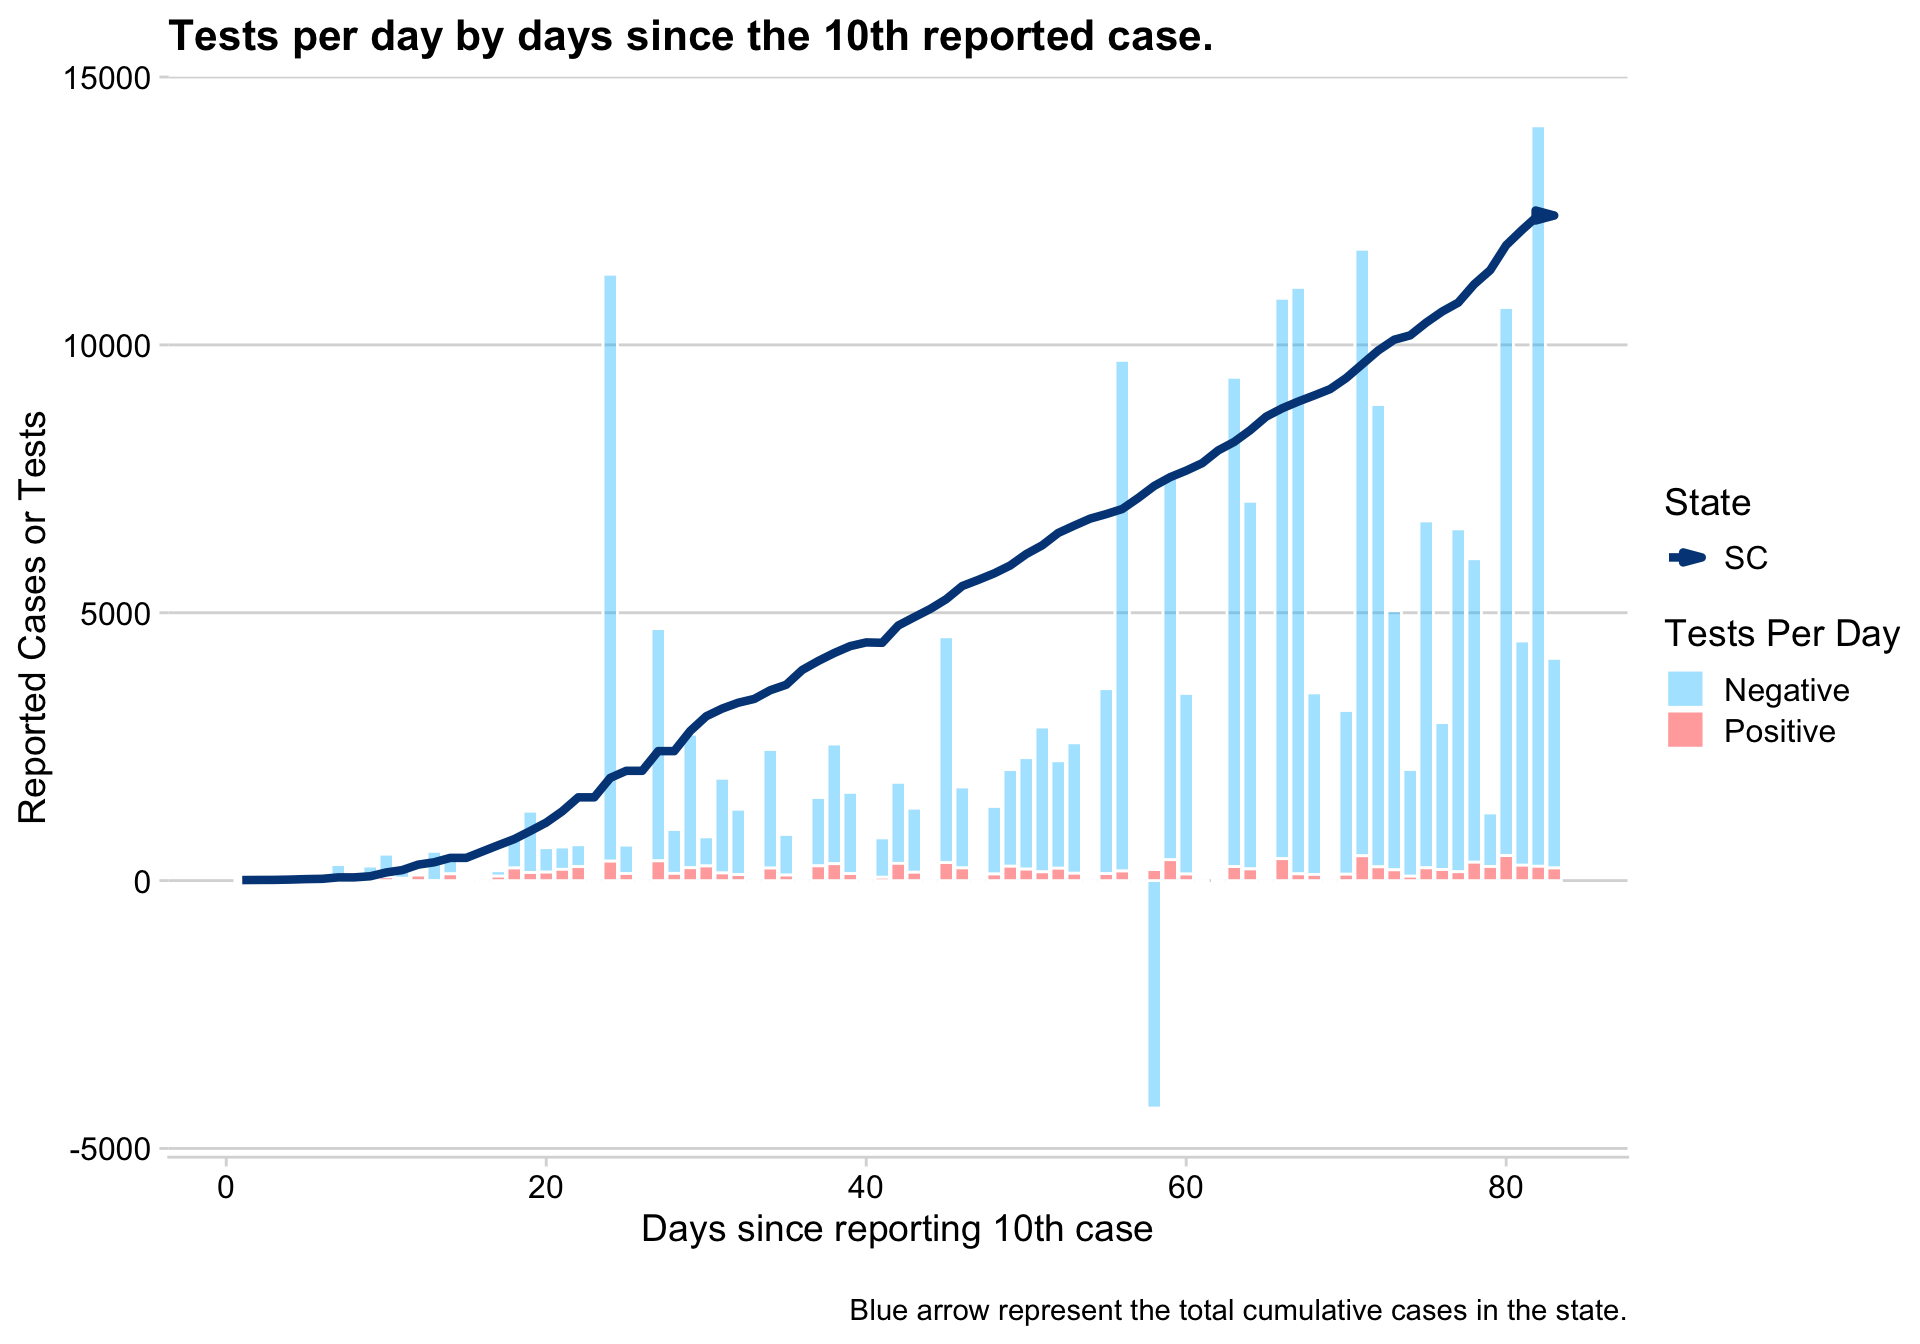 Tests per day by days since the 10th reported case.
15000
10000
5000
0
-5000
Reported Cases or Tests
0 20 40 60 80
Days since reporting 10th case
State
SC
Tests Per Day
Negative
Positive
Blue arrow represent the total cumulative cases in the state.